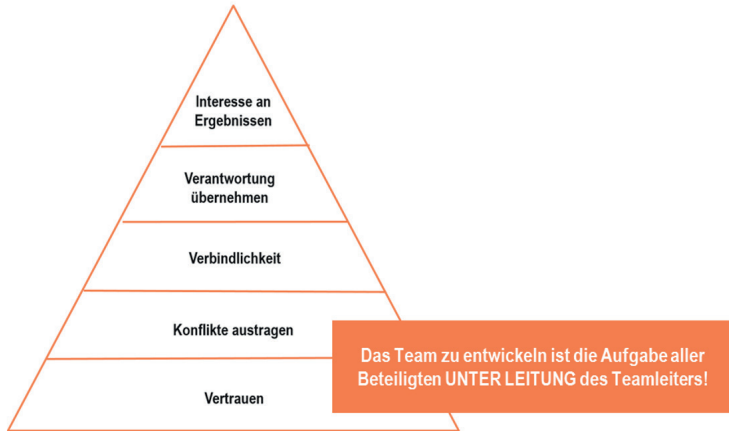 Interesse an
Ergebnissen
Verantwortung
übernehmen
Verbindlichkeit
Konflikte austragen
Das Team zu entwickeln ist die Aufgabe aller
Beteiligten UNTER LEITUNG des Teamleiters!
Vertrauen